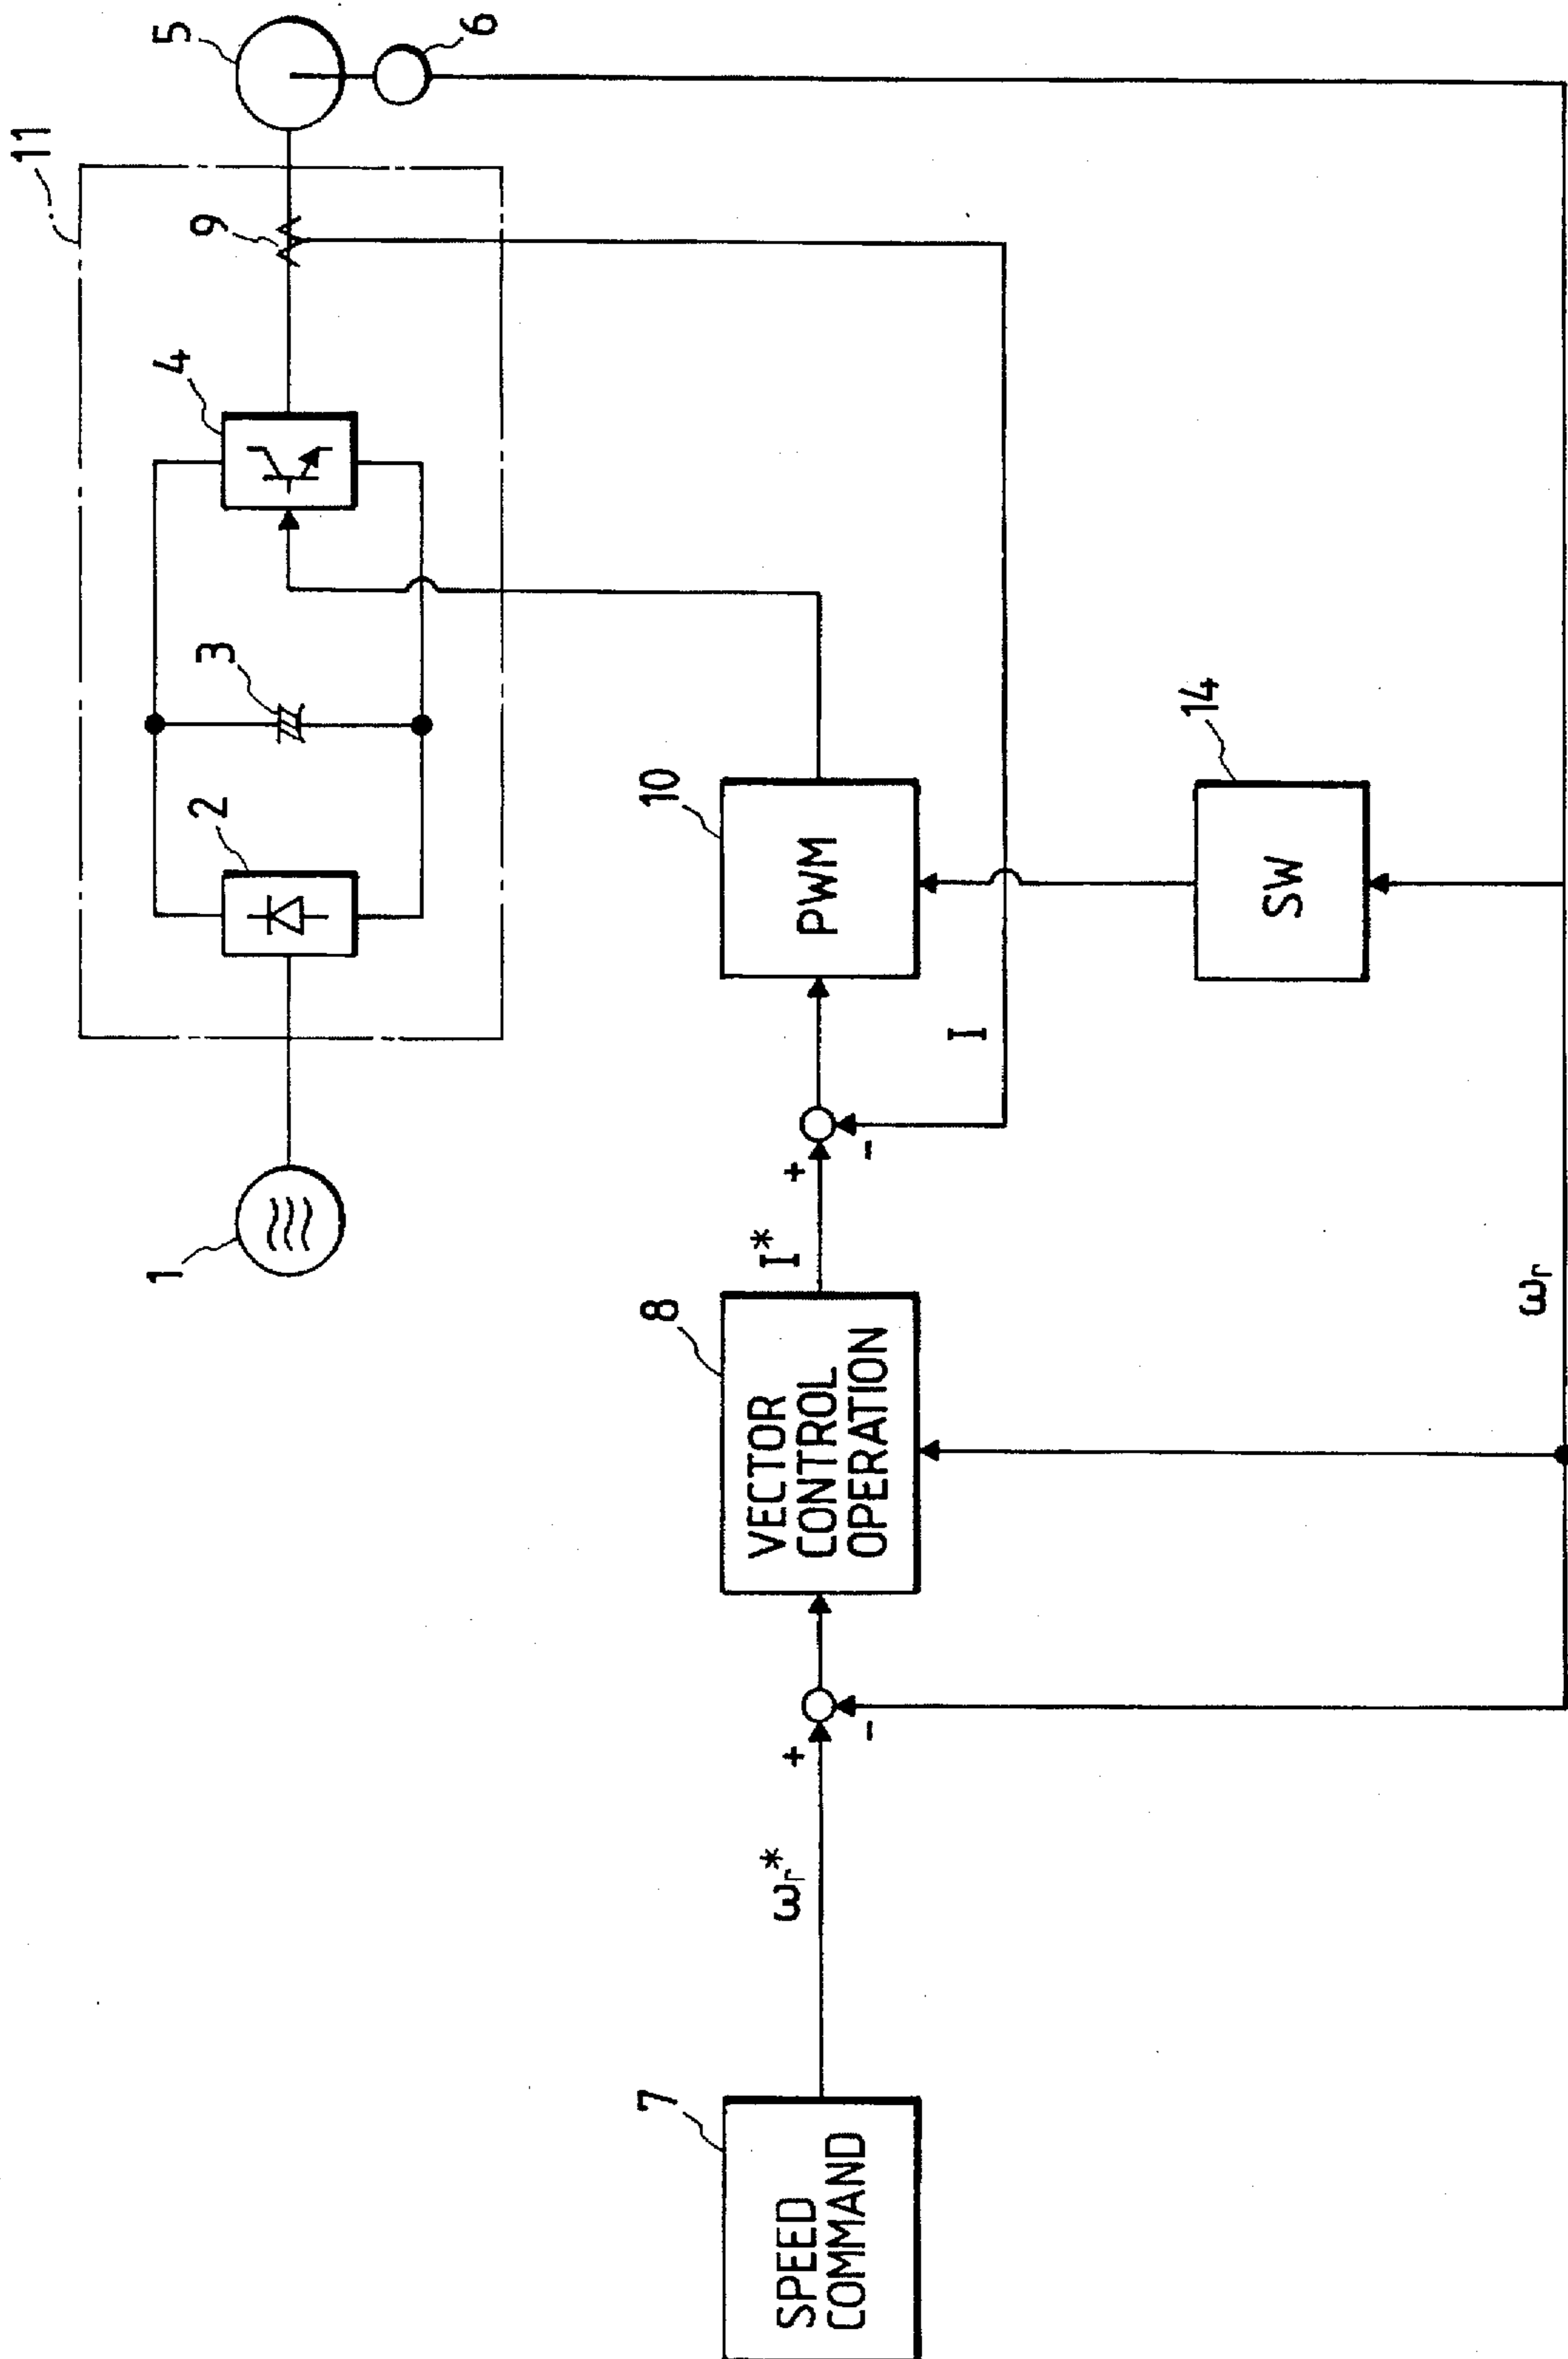 11
5
6
9
4
3
2
1
10
PWM
14
SW
I
+
-
I*
8
VECTOR
CONTROL
OPERATION
ωr
+
-
ωr*
7
SPEED
COMMAND